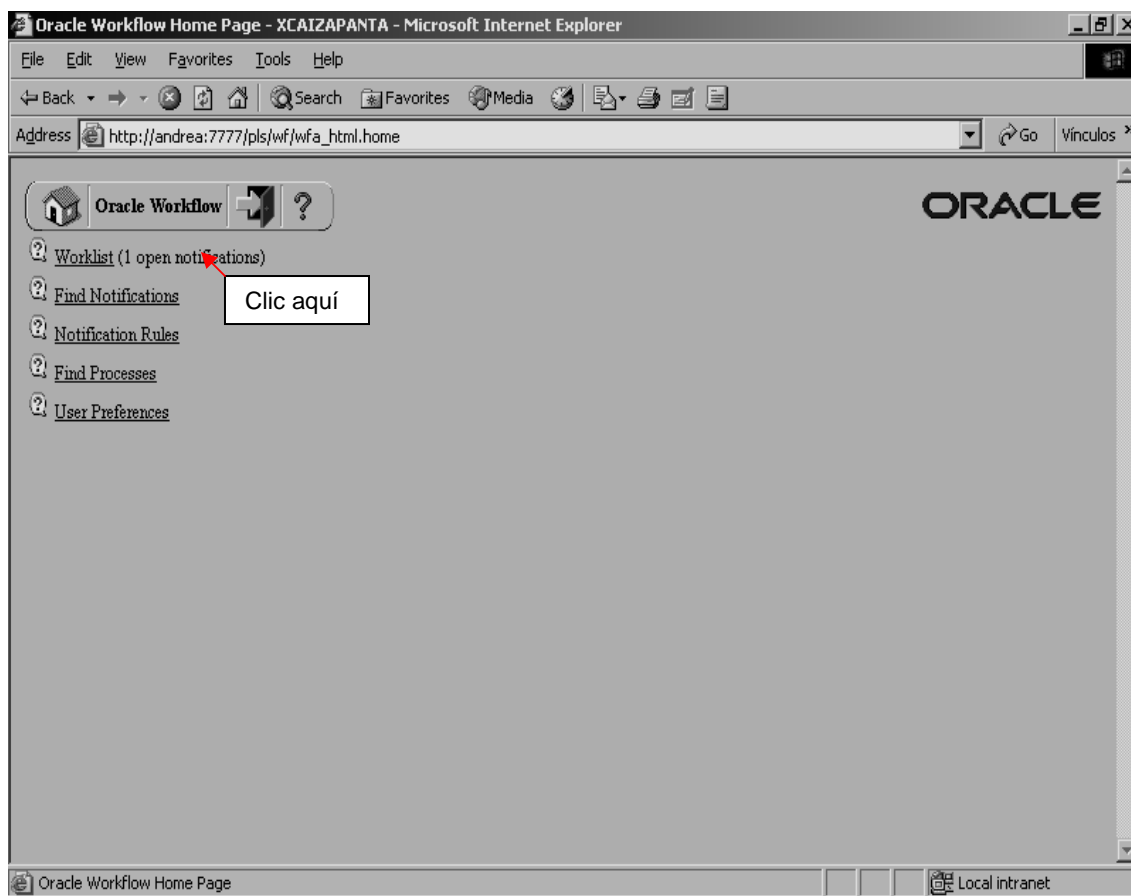 Oracle Workflow Home Page - XCAIZAPANTA - Microsoft Internet Explorer
File Edit View Favorites Tools Help
Back Search Favorites Media
Address http://andrea:7777/pls/wf/wfa_html.home Go Vínculos »
Oracle Workflow ? ORACLE
Worklist (1 open notifications)
Clic aquí
Find Notifications
Notification Rules
Find Processes
User Preferences
Oracle Workflow Home Page Local intranet